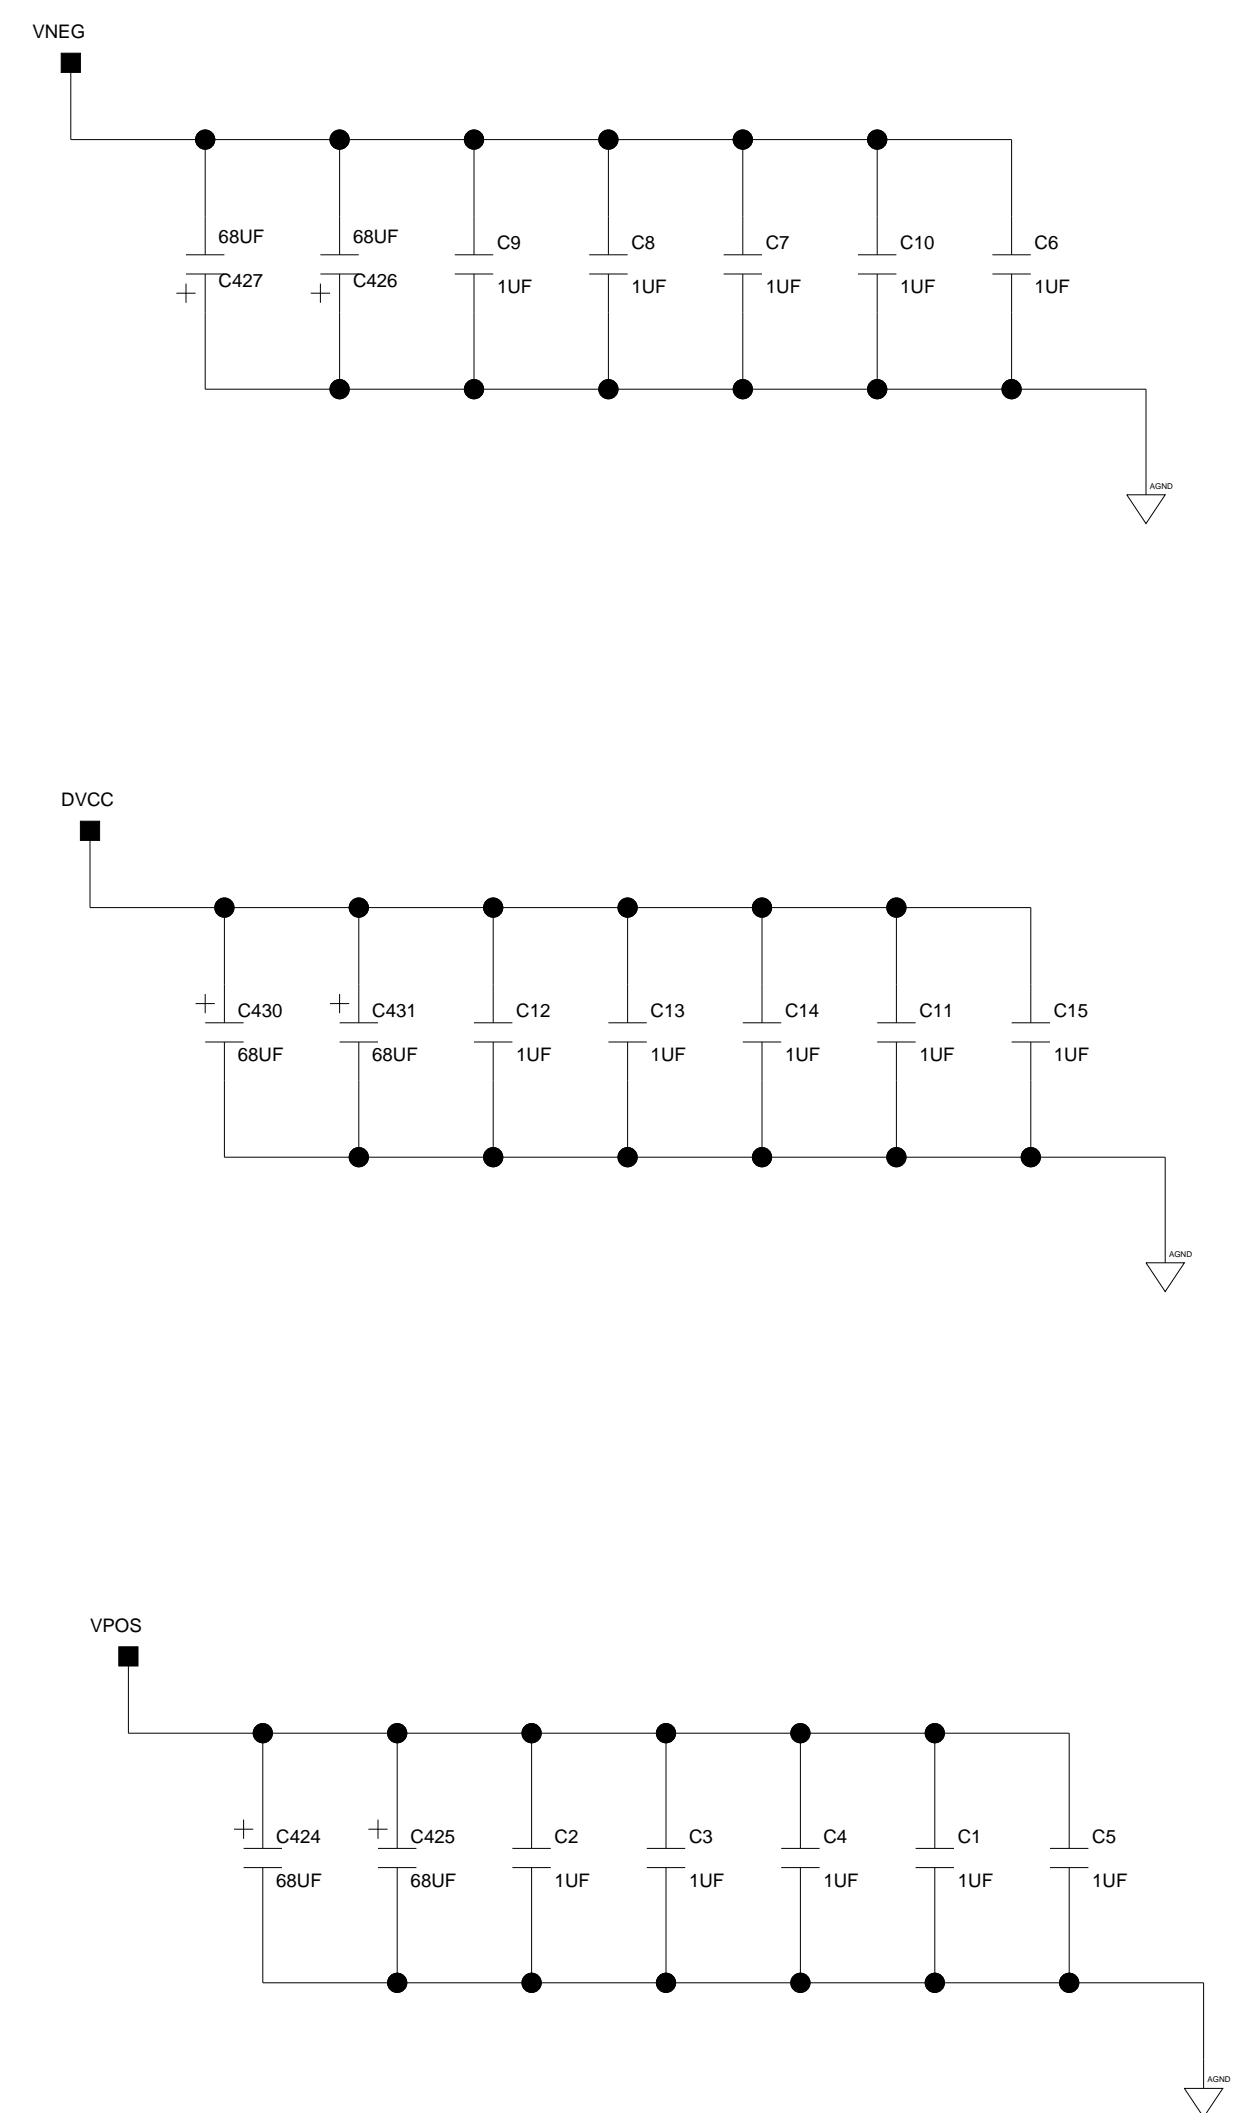 VNEG
68UF
C427
+
68UF
C426
+
C9
1UF
C8
1UF
C7
1UF
C10
1UF
C6
1UF
AGND
DVCC
+
C430
68UF
+
C431
68UF
C12
1UF
C13
1UF
C14
1UF
C11
1UF
C15
1UF
AGND
VPOS
+
C424
68UF
+
C425
68UF
C2
1UF
C3
1UF
C4
1UF
C1
1UF
C5
1UF
AGND